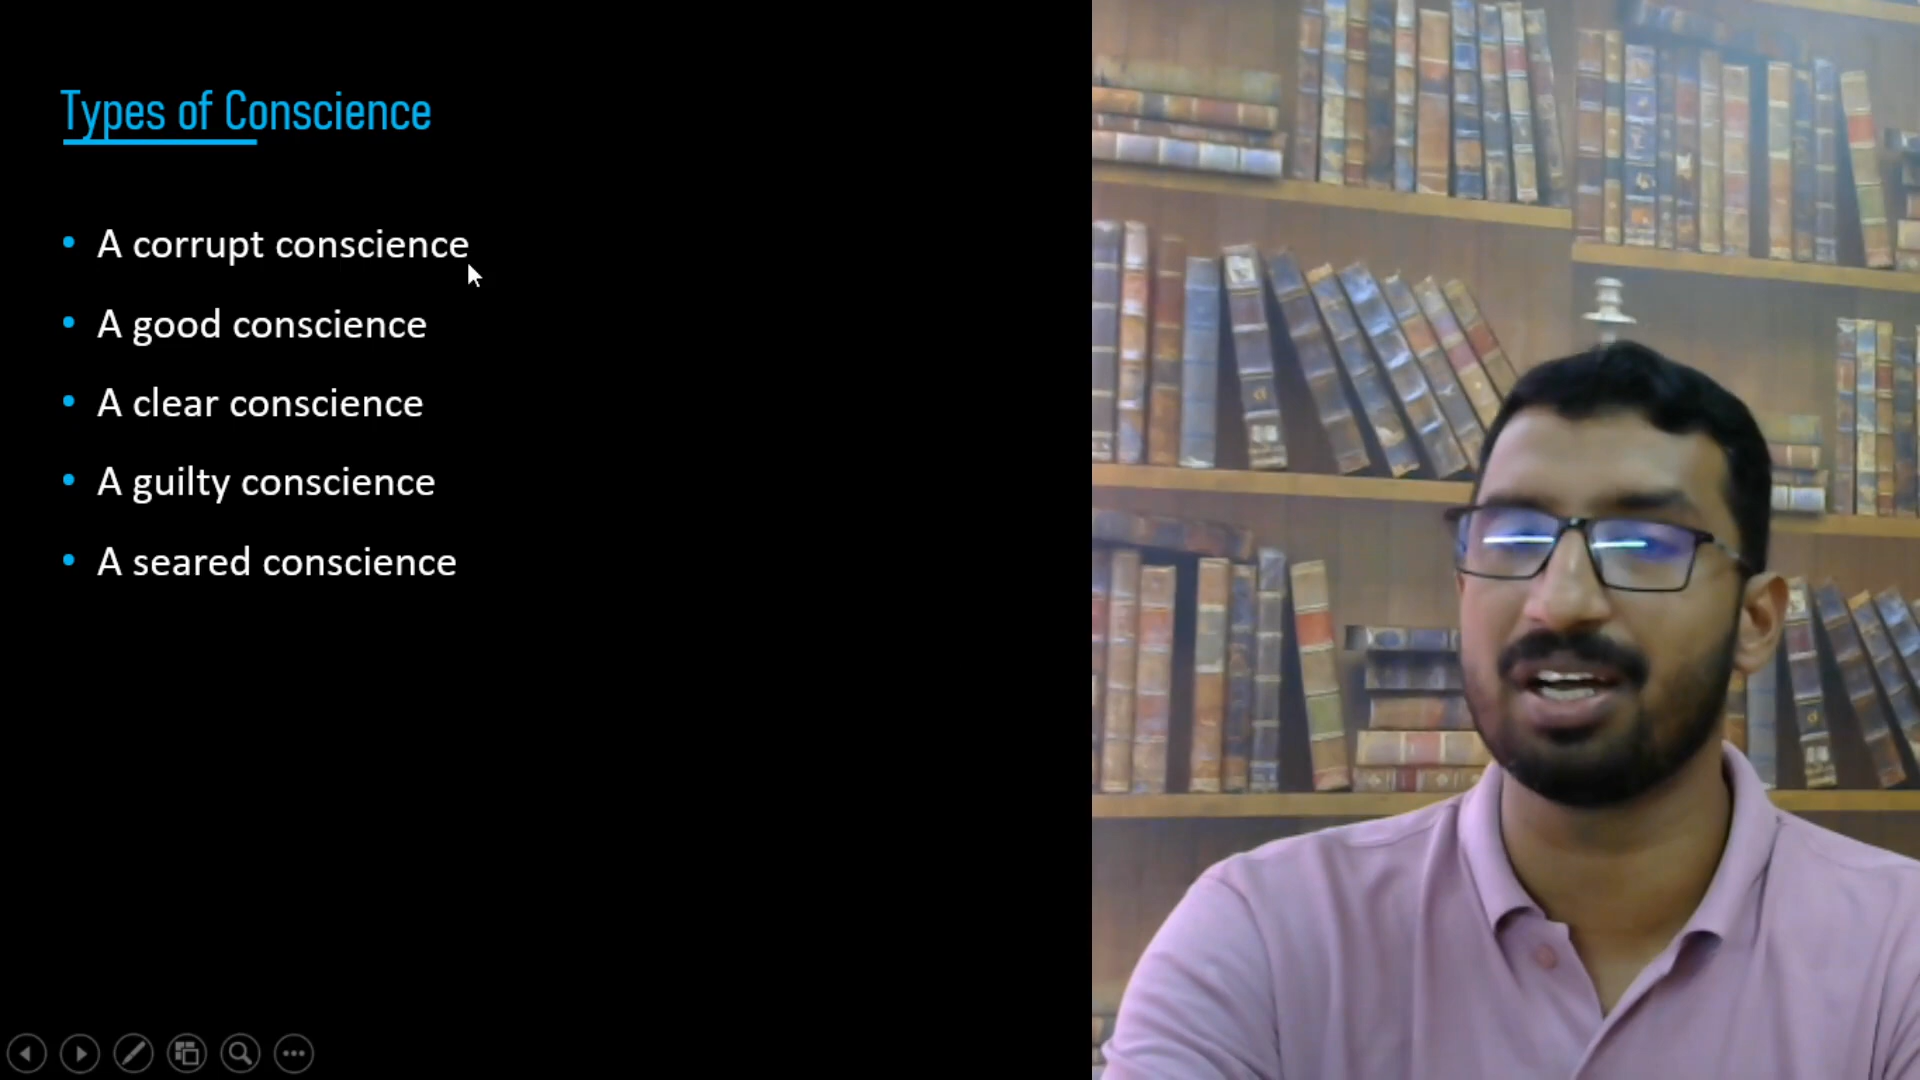 Types of Conscience
A corrupt conscience
A good conscience
A clear conscience
A guilty conscience
A seared conscience